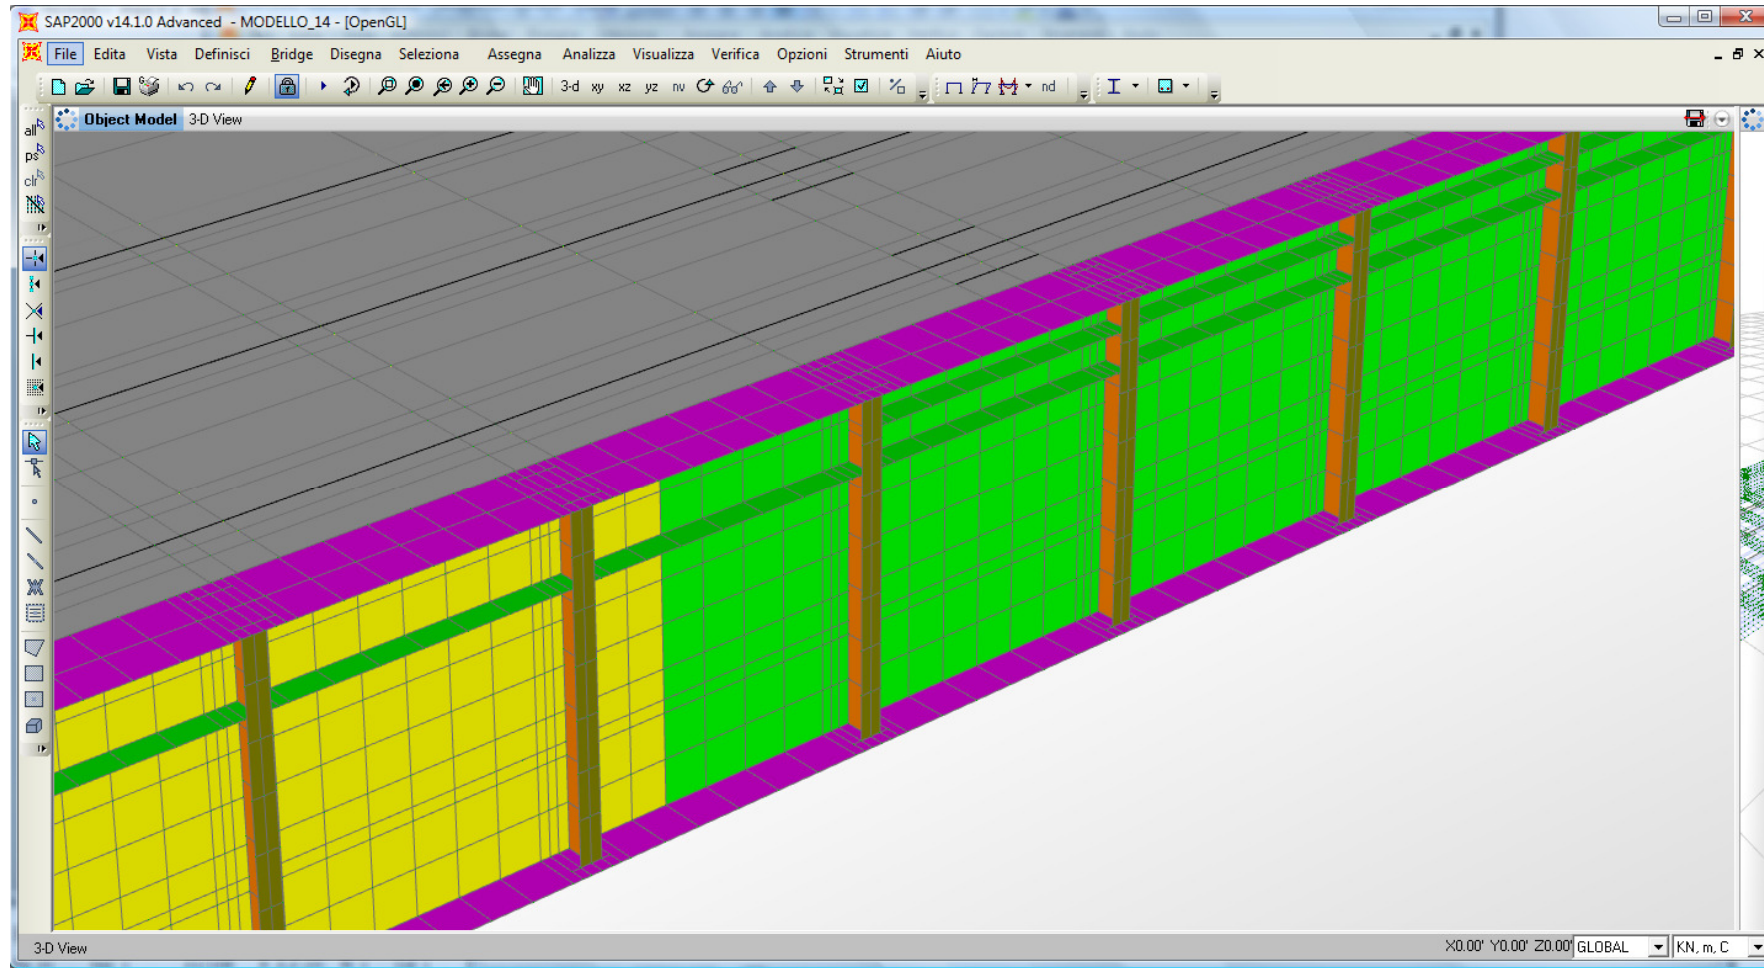 SAP2000 v14.1.0 Advanced - MODELLO_14 - [OpenGL]
File Edita Vista Definisci Bridge Disegna Seleziona Assegna Analizza Visualizza Verifica Opzioni Strumenti Aiuto
3-d xy xz yz nv nd
Object Model 3-D View
all
ps
clr
3-D View X0.00' Y0.00' Z0.00' GLOBAL KN, m, C